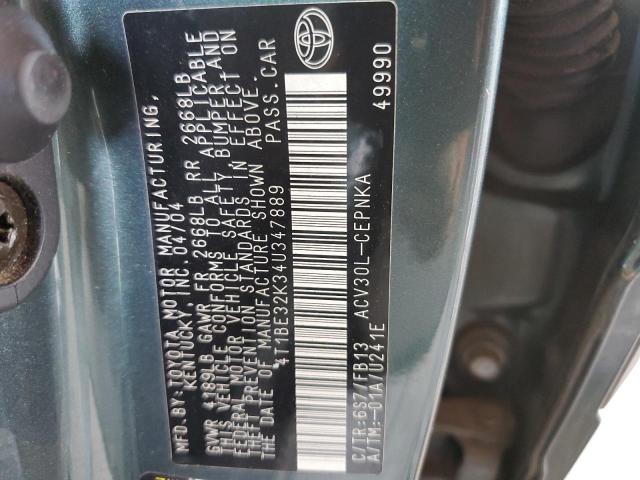 MFD.BY:TOYOTA MOTOR MANUFACTURING,
KENTUCKY, INC.04/04
GVWR 4189LB GAWR FR 2668LB RR 2668LB
THIS VEHICLE CONFORMS TO ALL APPLICABLE
FEDERAL MOTOR VEHICLE SAFETY BUMPER,AND
THEFT PREVENTION STANDARDS IN EFFECT ON
THE DATE OF MANUFACTURE SHOWN ABOVE.
4T1BE32K34U347889 PASS.CAR
C/TR:6S7/FB13 ACV30L-CEPNKA
A/TM:-01A/U241E 49990